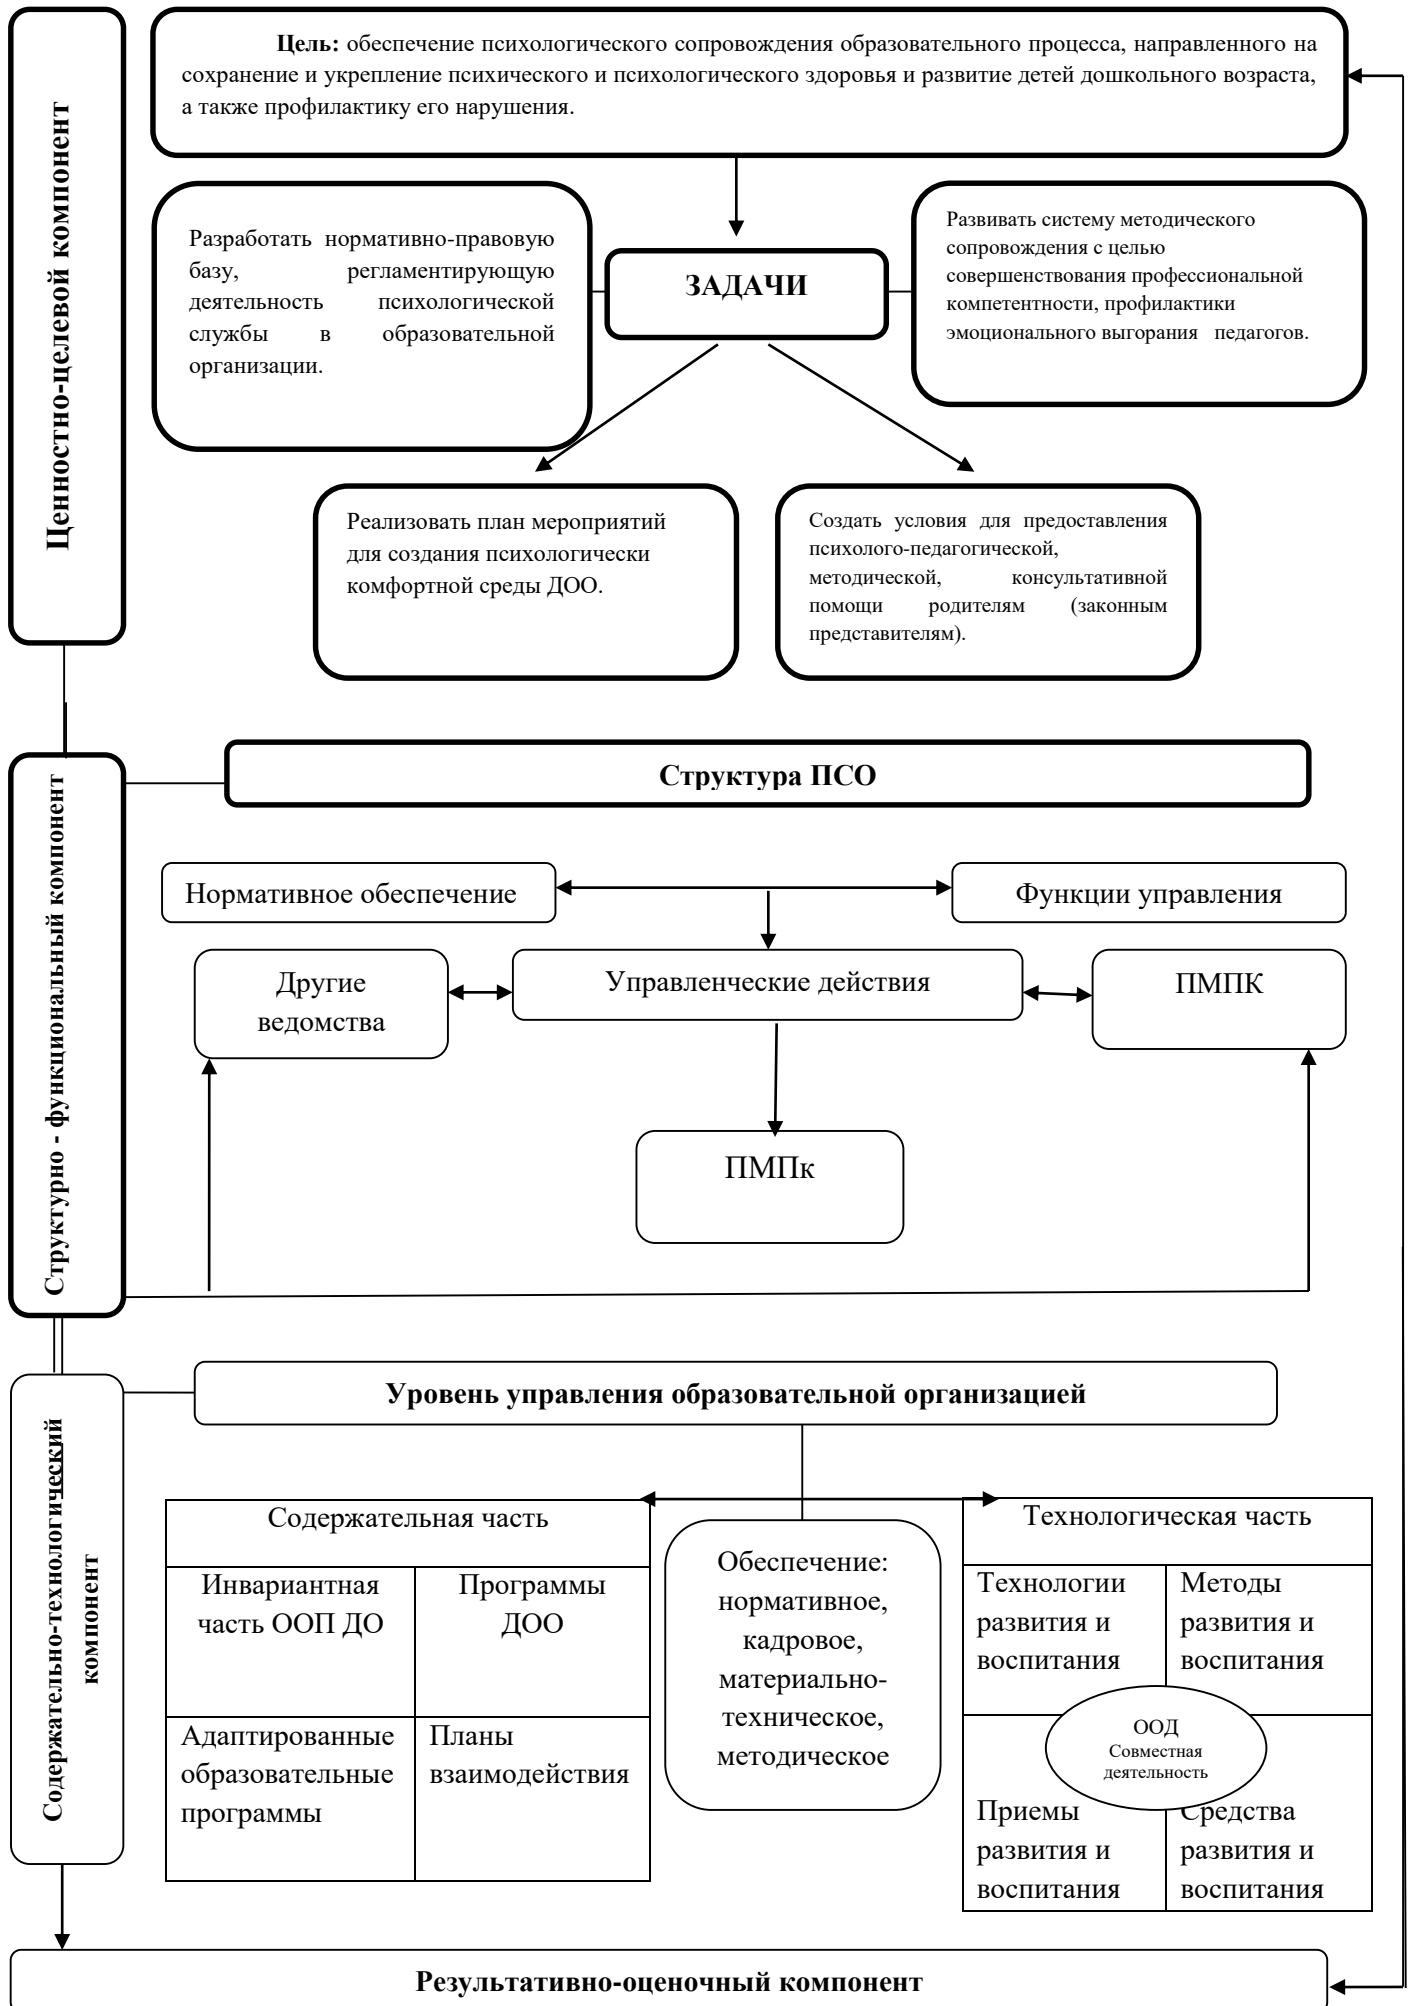 Ценностно-целевой компонент
Цель: обеспечение психологического сопровождения образовательного процесса, направленного на
сохранение и укрепление психического и психологического здоровья и развитие детей дошкольного возраста,
а также профилактику его нарушения.
Разработать нормативно-правовую
базу, регламентирующую
деятельность психологической
службы в образовательной
организации.
ЗАДАЧИ
Развивать систему методического
сопровождения с целью
совершенствования профессиональной
компетентности, профилактики
эмоционального выгорания педагогов.
Реализовать план мероприятий
для создания психологически
комфортной среды ДОО.
Создать условия для предоставления
психолого-педагогической,
методической, консультативной
помощи родителям (законным
представителям).
Структурно - функциональный компонент
Структура ПСО
Нормативное обеспечение
Функции управления
Другие
ведомства
Управленческие действия
ПМПК
ПМПк
Содержательно-технологический
компонент
Уровень управления образовательной организацией
Содержательная часть
Инвариантная
часть ООП ДО
Программы
ДОО
Адаптированные
образовательные
программы
Планы
взаимодействия
Обеспечение:
нормативное,
кадровое,
материально-
техническое,
методическое
Технологическая часть
Технологии
развития и
воспитания
Методы
развития и
воспитания
ООД
Совместная
деятельность
Приемы
развития и
воспитания
Средства
развития и
воспитания
Результативно-оценочный компонент